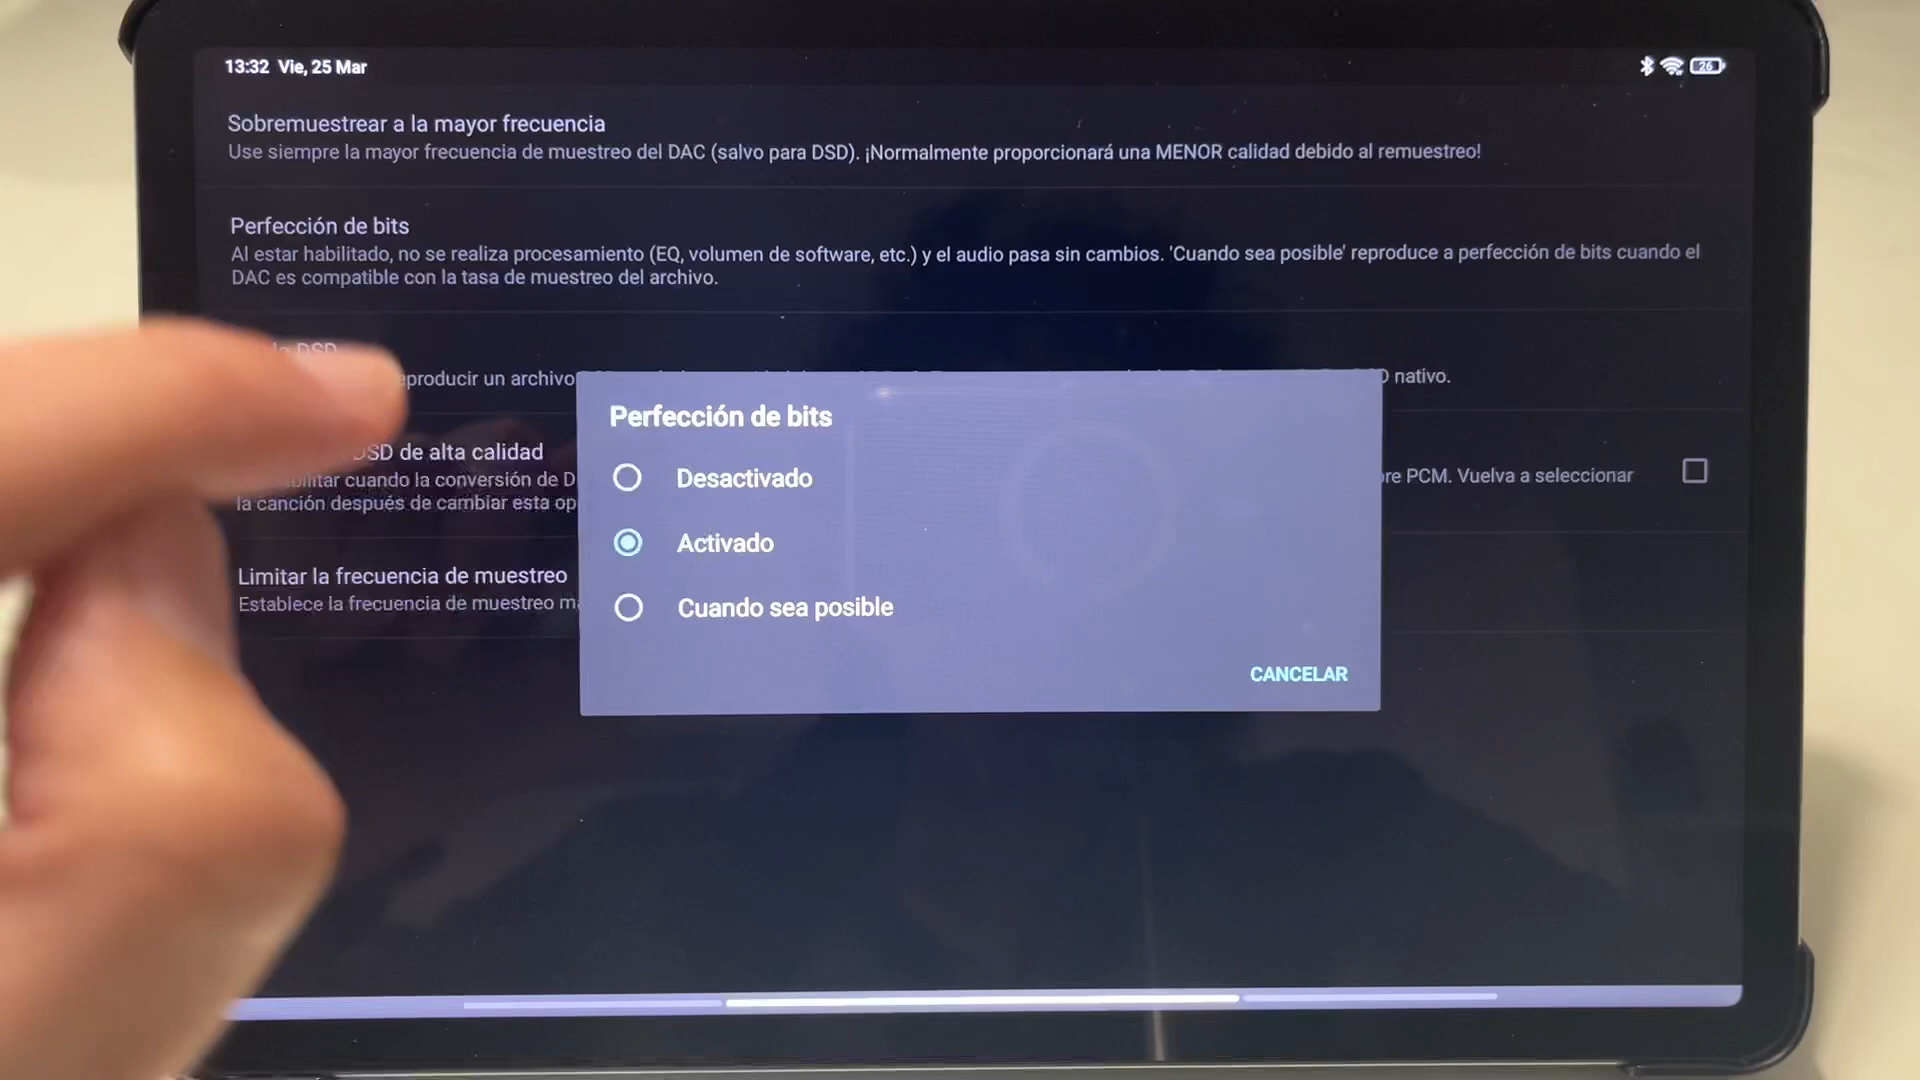 13:32 Vie, 25 Mar
26
Sobremuestrear a la mayor frecuencia
Use siempre la mayor frecuencia de muestreo del DAC (salvo para DSD). ¡Normalmente proporcionará una MENOR calidad debido al remuestreo!
Perfección de bits
Al estar habilitado, no se realiza procesamiento (EQ, volumen de software, etc.) y el audio pasa sin cambios. 'Cuando sea posible' reproduce a perfección de bits cuando el
DAC es compatible con la tasa de muestreo del archivo.
DSD
un archivo nativo.
Perfección de bits
Desactivado
Activado
Cuando sea posible
CANCELAR
de alta calidad
cuando la conversión de PCM. Vuelva a seleccionar
la canción después de cambiar esta
Limitar la frecuencia de muestreo
Establece la frecuencia de muestreo